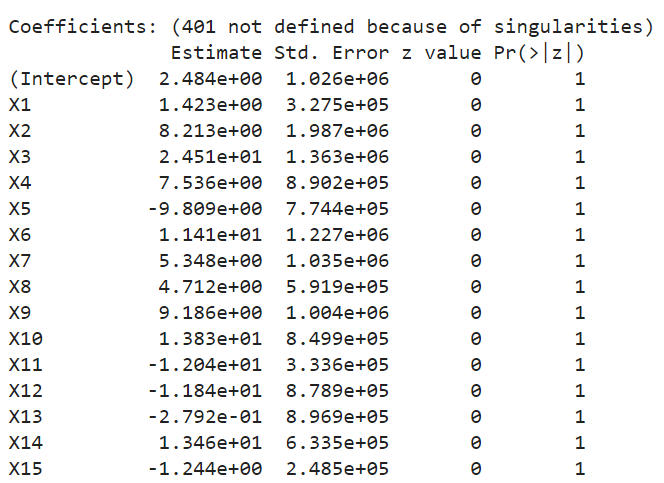 Coefficients: (401 not defined because of singularities)
Estimate Std. Error z value Pr(>|z|)
(Intercept) 2.484e+00 1.026e+06 0 1
X1 1.423e+00 3.275e+05 0 1
X2 8.213e+00 1.987e+06 0 1
X3 2.451e+01 1.363e+06 0 1
X4 7.536e+00 8.902e+05 0 1
X5 -9.809e+00 7.744e+05 0 1
X6 1.141e+01 1.227e+06 0 1
X7 5.348e+00 1.035e+06 0 1
X8 4.712e+00 5.919e+05 0 1
X9 9.186e+00 1.004e+06 0 1
X10 1.383e+01 8.499e+05 0 1
X11 -1.204e+01 3.336e+05 0 1
X12 -1.184e+01 8.789e+05 0 1
X13 -2.792e-01 8.969e+05 0 1
X14 1.346e+01 6.335e+05 0 1
X15 -1.244e+00 2.485e+05 0 1